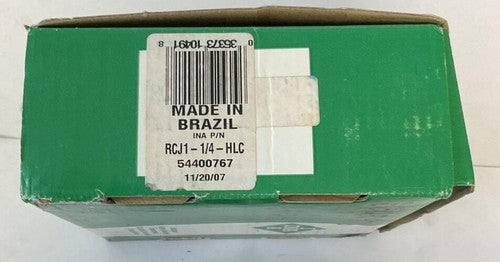 0 35373 10491 8
MADE IN
BRAZIL
INA P/N
RCJ1-1/4-HLC
54400767
11/20/07